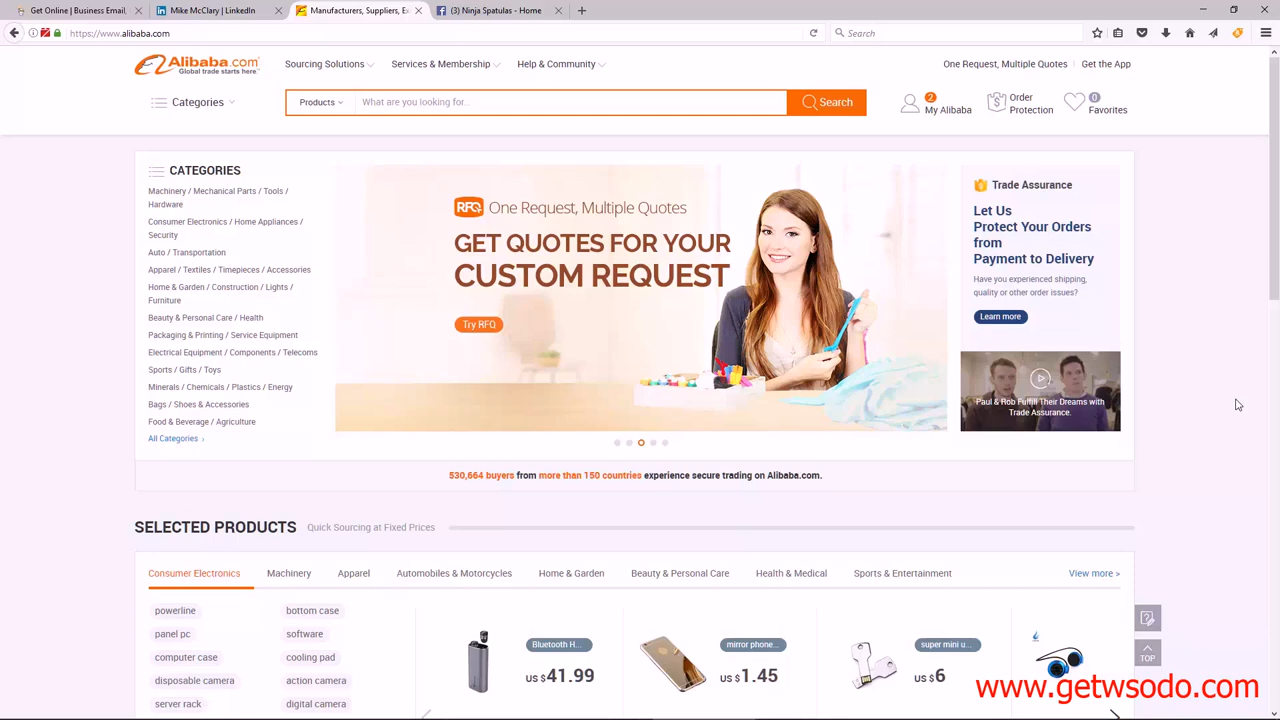 Get Online | Business Email,
Mike McClary | LinkedIn
Manufacturers, Suppliers, Ex
(3) Ninja Spatulas - Home
https://www.alibaba.com
Search
Alibaba.com
Global trade starts here.
Sourcing Solutions
Services & Membership
Help & Community
One Request, Multiple Quotes
Get the App
Categories
Products
What are you looking for..
Search
2
My Alibaba
Order
Protection
0
Favorites
CATEGORIES
Machinery / Mechanical Parts / Tools /
Hardware
Consumer Electronics / Home Appliances /
Security
Auto / Transportation
Apparel / Textiles / Timepieces / Accessories
Home & Garden / Construction / Lights /
Furniture
Beauty & Personal Care / Health
Packaging & Printing / Service Equipment
Electrical Equipment / Components / Telecoms
Sports / Gifts / Toys
Minerals / Chemicals / Plastics / Energy
Bags / Shoes & Accessories
Food & Beverage / Agriculture
All Categories
RFQ One Request, Multiple Quotes
GET QUOTES FOR YOUR
CUSTOM REQUEST
Try RFQ
Trade Assurance
Let Us
Protect Your Orders
from
Payment to Delivery
Have you experienced shipping,
quality or other order issues?
Learn more
Paul & Rob Fulfill Their Dreams with
Trade Assurance.
530,664 buyers from more than 150 countries experience secure trading on Alibaba.com.
SELECTED PRODUCTS
Quick Sourcing at Fixed Prices
Consumer Electronics
Machinery
Apparel
Automobiles & Motorcycles
Home & Garden
Beauty & Personal Care
Health & Medical
Sports & Entertainment
View more >
powerline
bottom case
panel pc
software
computer case
cooling pad
disposable camera
action camera
server rack
digital camera
Bluetooth H...
US $41.99
mirror phone...
US $1.45
super mini u...
US $6
TOP
www.getwsodo.com